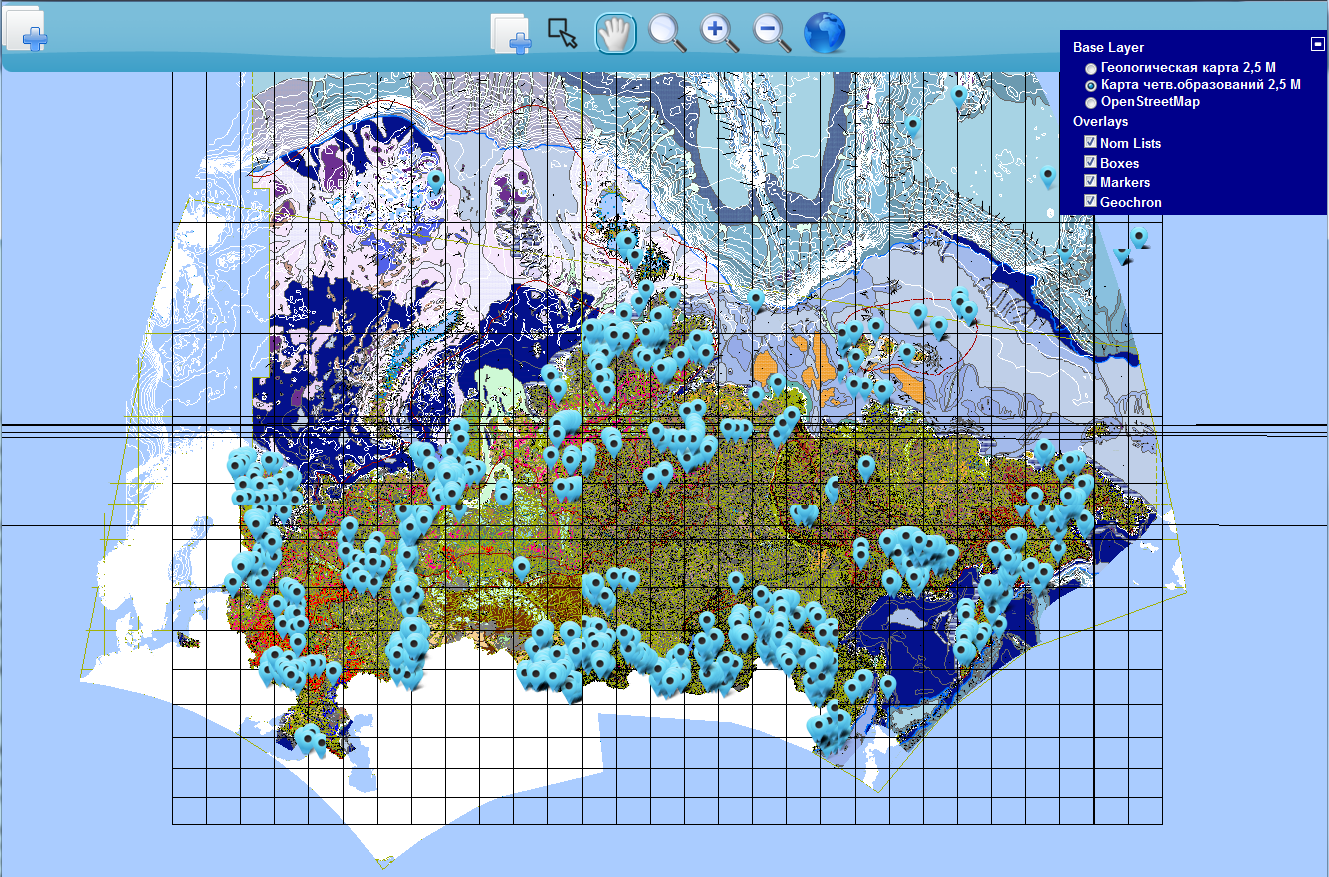 Base Layer
Геологическая карта 2,5 М
Карта четв.образований 2,5 М
OpenStreetMap
Overlays
Nom Lists
Boxes
Markers
Geochron